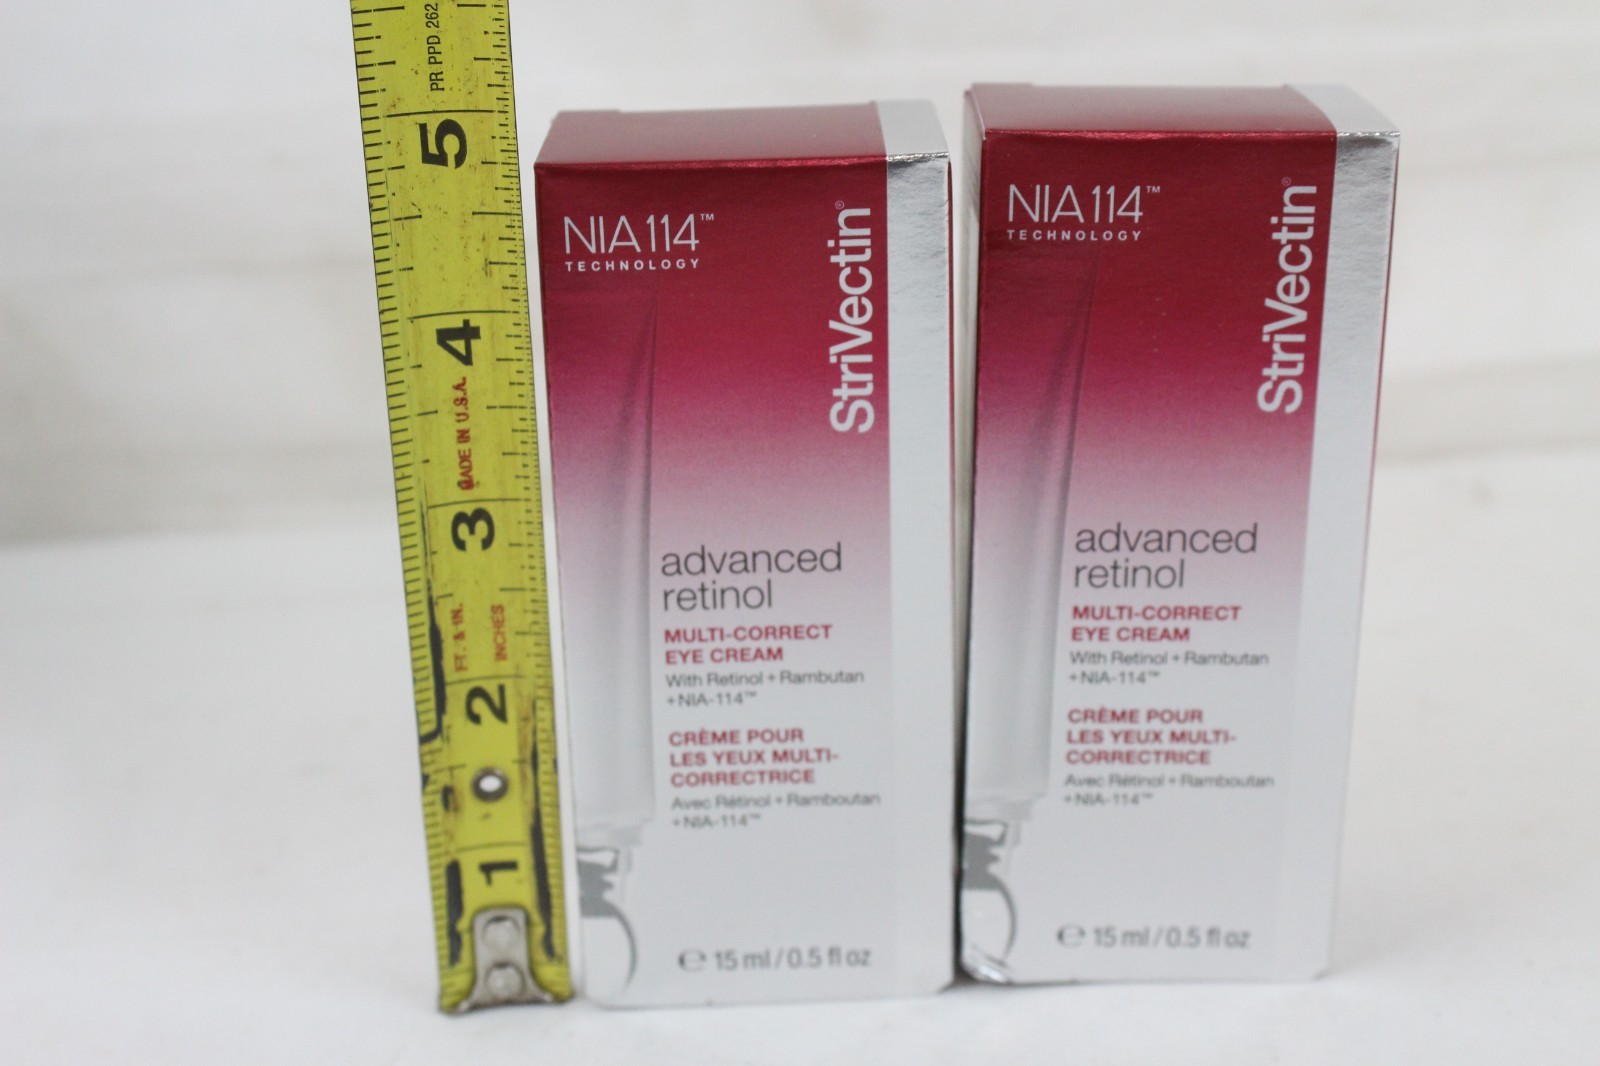 PR PPD 262
5
4
MADE IN U.S.A.
3
FT. & IN.
INCHES
2
1
NIA114™
TECHNOLOGY
StriVectin®
advanced
retinol
MULTI-CORRECT
EYE CREAM
With Retinol + Rambutan
+NIA-114™
CRÈME POUR
LES YEUX MULTI-
CORRECTRICE
Avec Rétinol + Ramboutan
+NIA-114™
℮ 15 ml / 0.5 fl oz
NIA114™
TECHNOLOGY
StriVectin®
advanced
retinol
MULTI-CORRECT
EYE CREAM
With Retinol + Rambutan
+NIA-114™
CRÈME POUR
LES YEUX MULTI-
CORRECTRICE
Avec Rétinol + Ramboutan
+NIA-114™
℮ 15 ml / 0.5 fl oz